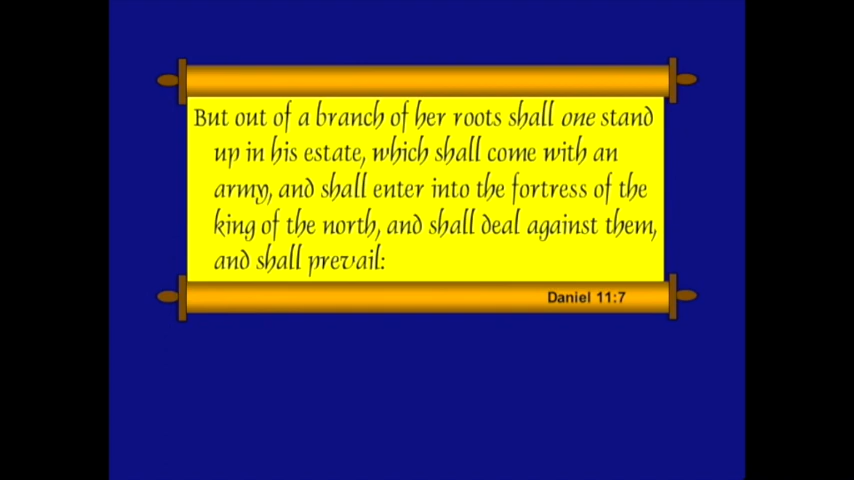 But out of a branch of her roots shall one stand
up in his estate, which shall come with an
army, and shall enter into the fortress of the
king of the north, and shall deal against them,
and shall prevail:
Daniel 11:7